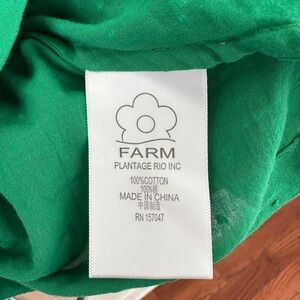 FARM
PLANTAGE RIO INC
100%COTTON
100%棉
MADE IN CHINA
中国制造
RN 157047